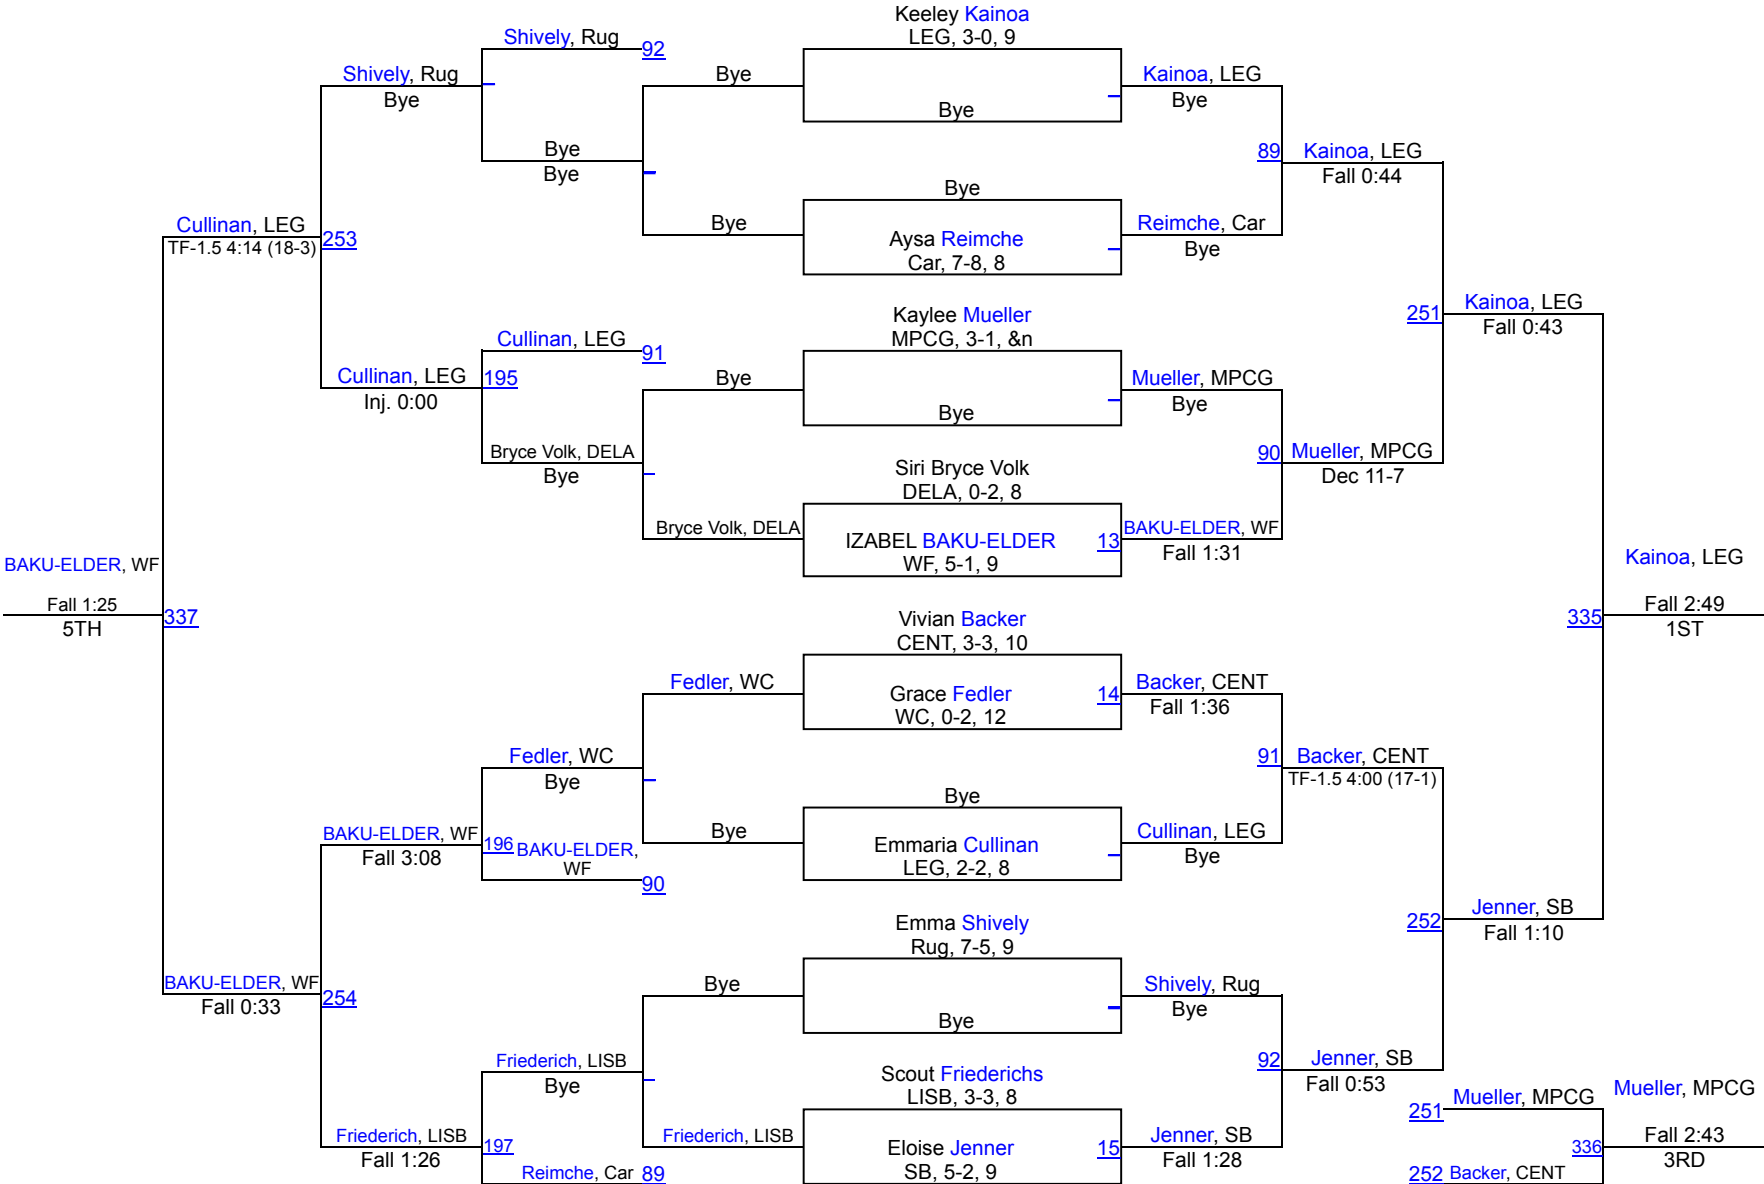 Keeley Kainoa
LEG, 3-0, 9
Shively, Rug
92
Shively, Rug
Bye
Bye
Kainoa, LEG
Bye
Bye
Bye
Bye
89
Kainoa, LEG
Fall 0:44
Bye
Bye
Reimche, Car
Bye
Aysa Reimche
Car, 7-8, 8
Cullinan, LEG
TF-1.5 4:14 (18-3)
253
Kaylee Mueller
MPCG, 3-1, &n
251
Kainoa, LEG
Fall 0:43
Cullinan, LEG
91
Cullinan, LEG
Inj. 0:00
195
Bye
Mueller, MPCG
Bye
Bye
Bryce Volk, DELA
Bye
90
Mueller, MPCG
Dec 11-7
Siri Bryce Volk
DELA, 0-2, 8
Bryce Volk, DELA
IZABEL BAKU-ELDER
WF, 5-1, 9
13
BAKU-ELDER, WF
Fall 1:31
BAKU-ELDER, WF
Fall 1:25
5TH
337
Kainoa, LEG
335
Fall 2:49
1ST
Vivian Backer
CENT, 3-3, 10
Fedler, WC
Grace Fedler
WC, 0-2, 12
14
Backer, CENT
Fall 1:36
Fedler, WC
Bye
91
Backer, CENT
TF-1.5 4:00 (17-1)
Bye
Bye
Cullinan, LEG
Bye
Emmaria Cullinan
LEG, 2-2, 8
BAKU-ELDER, WF
Fall 3:08
196
BAKU-ELDER,
WF
90
Emma Shively
Rug, 7-5, 9
252
Jenner, SB
Fall 1:10
BAKU-ELDER, WF
Fall 0:33
254
Bye
Shively, Rug
Bye
Bye
Friederich, LISB
Bye
92
Jenner, SB
Fall 0:53
Scout Friederichs
LISB, 3-3, 8
251
Mueller, MPCG
Mueller, MPCG
Friederich, LISB
Fall 1:26
197
Friederich, LISB
Eloise Jenner
SB, 5-2, 9
15
Jenner, SB
Fall 1:28
336
Fall 2:43
3RD
Reimche, Car
89
252
Backer, CENT